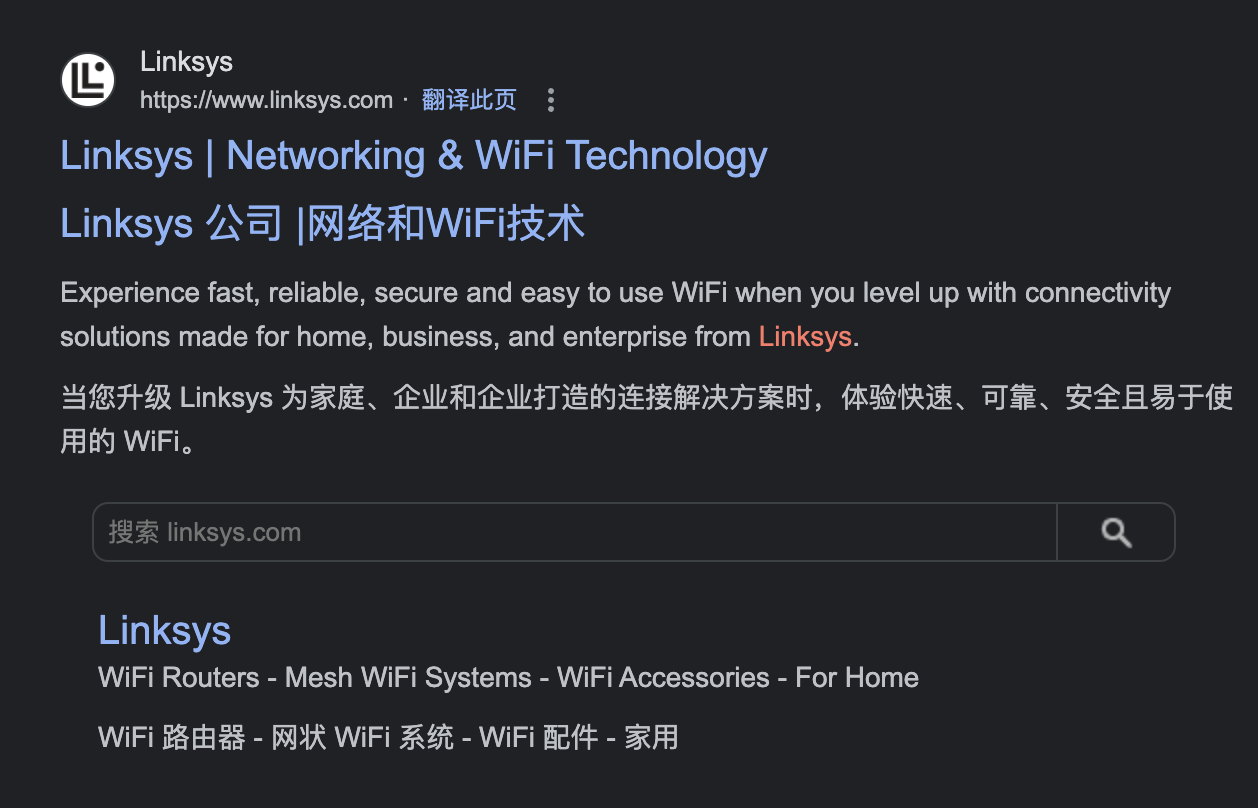 Linksys
https://www.linksys.com · 翻译此页
Linksys | Networking & WiFi Technology
Linksys 公司 |网络和WiFi技术
Experience fast, reliable, secure and easy to use WiFi when you level up with connectivity
solutions made for home, business, and enterprise from Linksys.
当您升级 Linksys 为家庭、企业和企业打造的连接解决方案时，体验快速、可靠、安全且易于使
用的 WiFi。
搜索 linksys.com
Linksys
WiFi Routers - Mesh WiFi Systems - WiFi Accessories - For Home
WiFi 路由器 - 网状 WiFi 系统 - WiFi 配件 - 家用